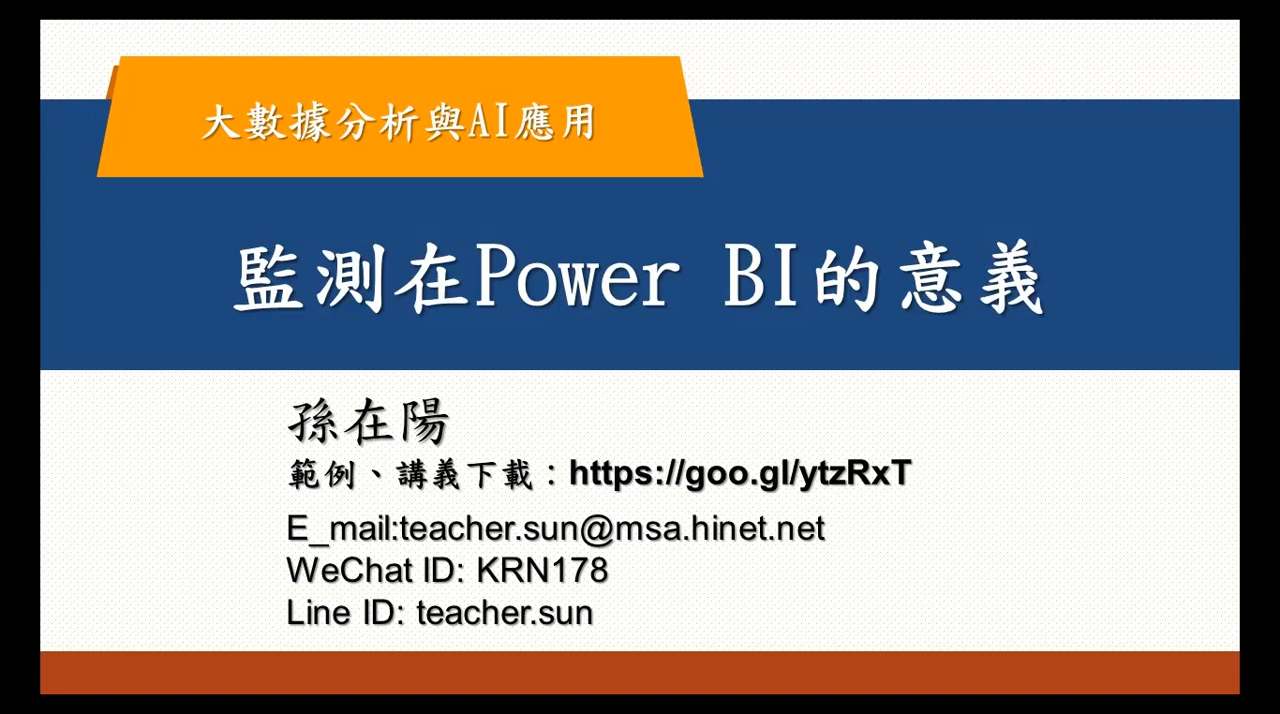 大數據分析與AI應用
監測在Power BI的意義
孫在陽
範例、講義下載：https://goo.gl/ytzRxT
E_mail:teacher.sun@msa.hinet.net
WeChat ID: KRN178
Line ID: teacher.sun